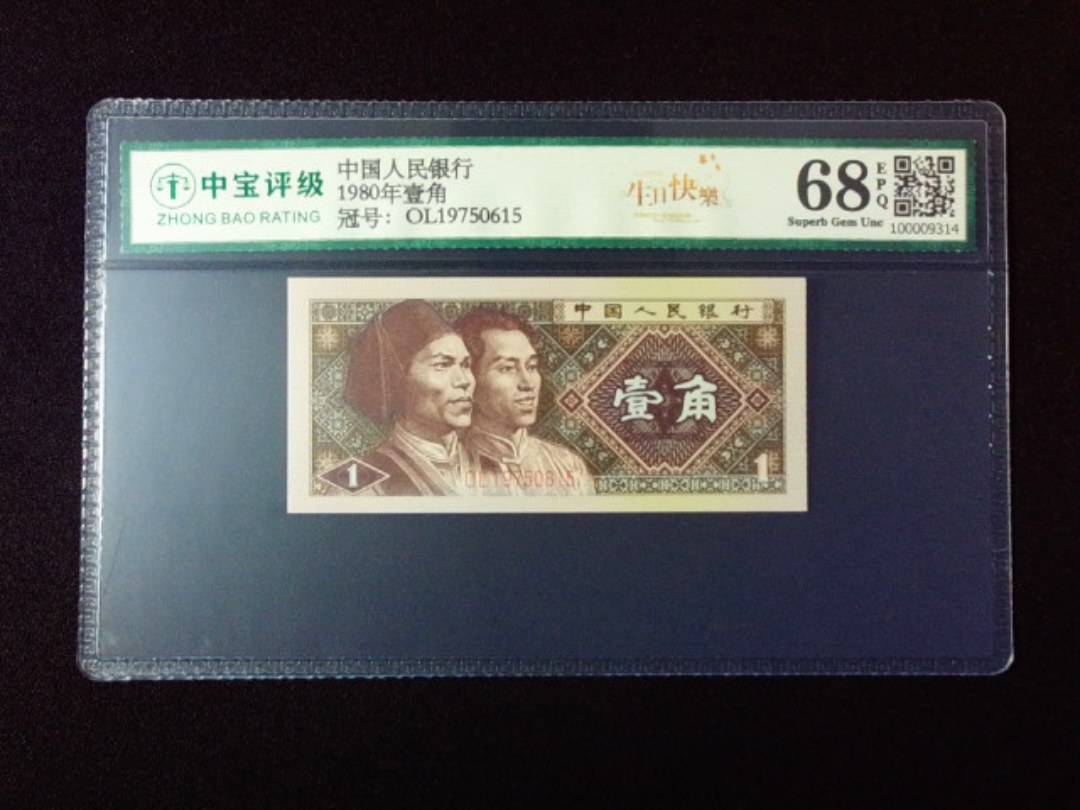 中宝评级
ZHONG BAO RATING
中国人民银行
1980年壹角
冠号: OL19750615
生日快樂
68
EPQ
Superb Gem Unc
100009314
中国人民银行
壹角
1
OL19750615
1